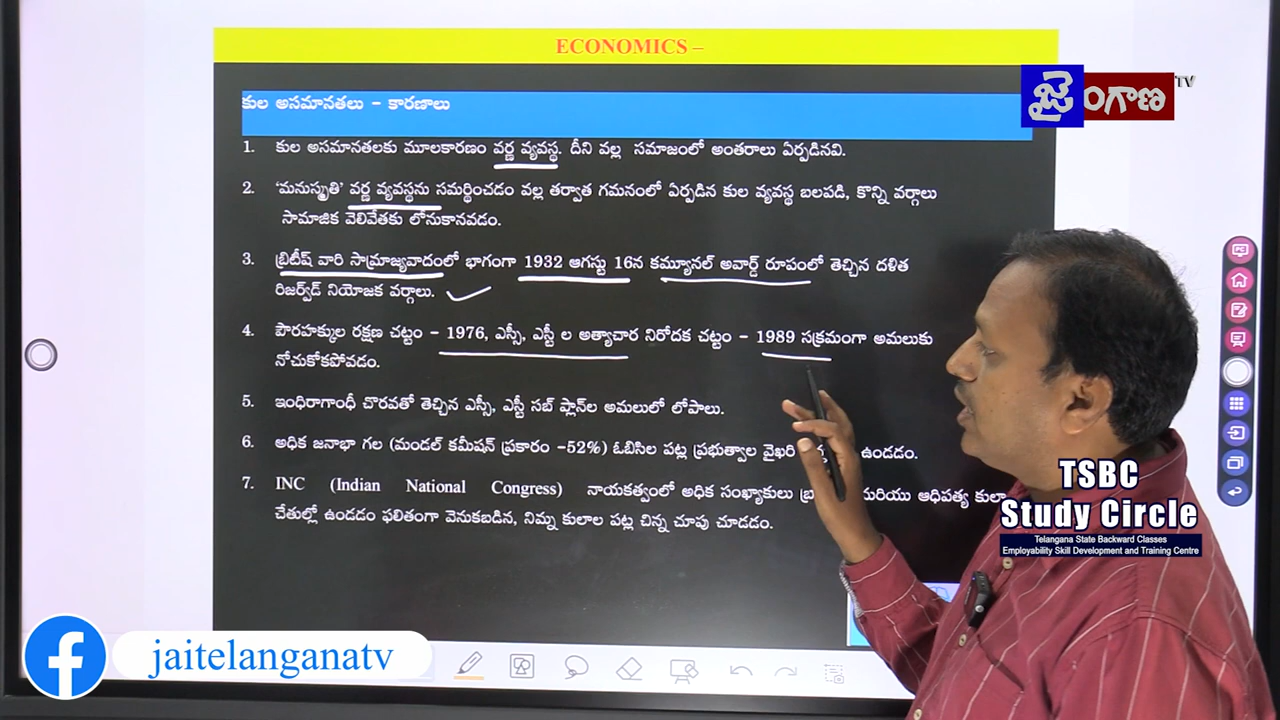 ECONOMICS –
కుల అసమానతలు – కారణాలు
1. కుల అసమానతలకు మూలకారణం వర్ణ వ్యవస్థ. దీని వల్ల సమాజంలో అంతరాలు ఏర్పడినవి.
2. ‘మనుస్మృతి’ వర్ణ వ్యవస్థను సమర్థించడం వల్ల తర్వాత గమనంలో ఏర్పడిన కుల వ్యవస్థ బలపడి, కొన్ని వర్గాలు
సామాజిక వెలివేతకు లోనుకానవడం.
3. బ్రిటీష్ వారి సామ్రాజ్యవాదంలో భాగంగా 1932 ఆగస్టు 16న కమ్యూనల్ అవార్డ్ రూపంలో తెచ్చిన దళిత
రిజర్వ్‌డ్ నియోజక వర్గాలు.
4. పౌరహక్కుల రక్షణ చట్టం – 1976, ఎస్సీ, ఎస్టీ ల అత్యాచార నిరోదక చట్టం – 1989 సక్రమంగా అమలుకు
నోచుకోకపోవడం.
5. ఇందిరాగాంధీ చొరవతో తెచ్చిన ఎస్సీ, ఎస్టీ సబ్ ప్లాన్‌ల అమలులో లోపాలు.
6. అధిక జనాభా గల (మండల్ కమీషన్ ప్రకారం –52%) ఓబిసిల పట్ల ప్రభుత్వాల వైఖరి ఉండడం.
7. INC (Indian National Congress) నాయకత్వంలో అధిక సంఖ్యాకులు మరియు ఆధిపత్య కులా
చేతుల్లో ఉండడం ఫలితంగా వెనుకబడిన, నిమ్న కులాల పట్ల చిన్న చూపు చూడడం.
జై ంగాణ TV
TSBC
Study Circle
Telangana State Backward Classes
Employability Skill Development and Training Centre
jaitelanganatv